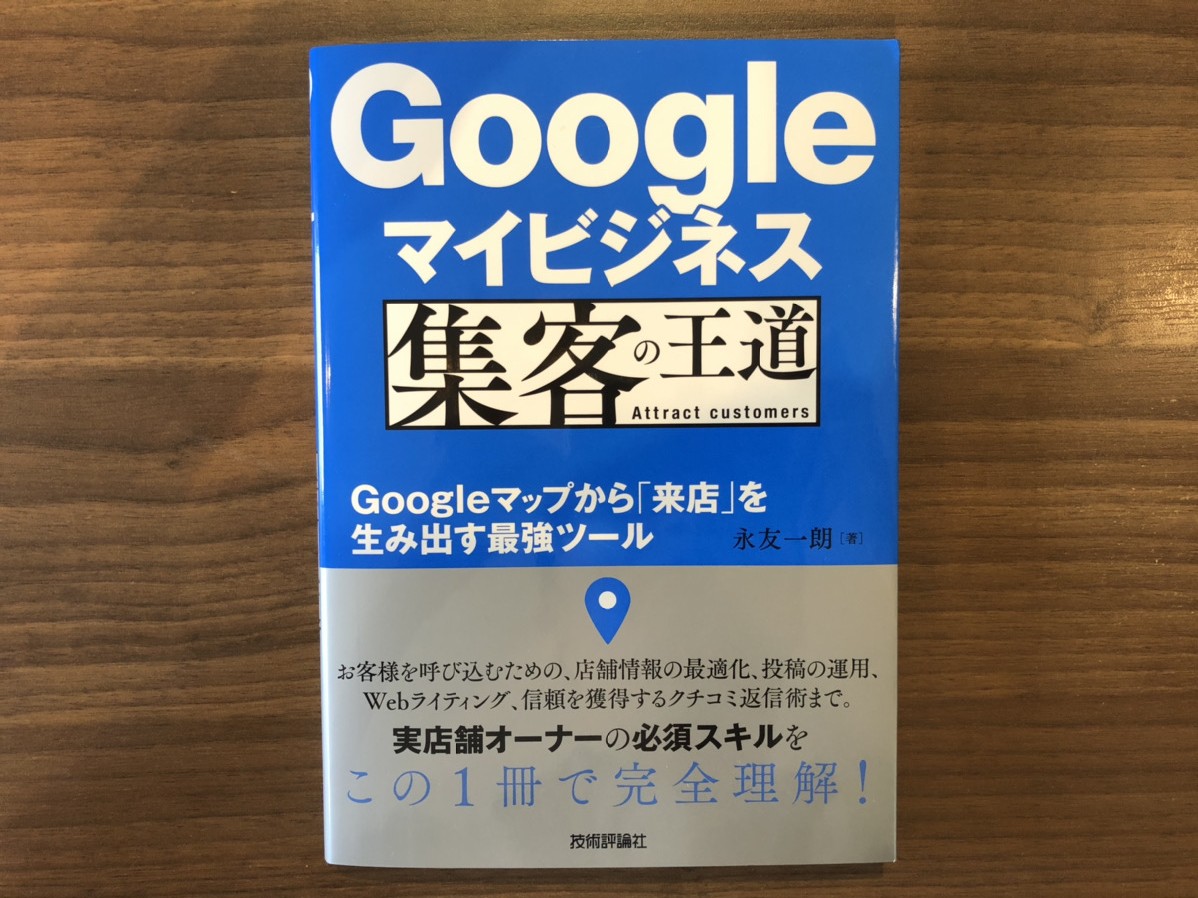 Google
マイビジネス
集客の王道
Attract customers
Googleマップから「来店」を
生み出す最強ツール
永友一朗[著]
お客様を呼び込むための、店舗情報の最適化、投稿の運用、
Webライティング、信頼を獲得するクチコミ返信術まで。
実店舗オーナーの必須スキルを
この1冊で完全理解!
技術評論社